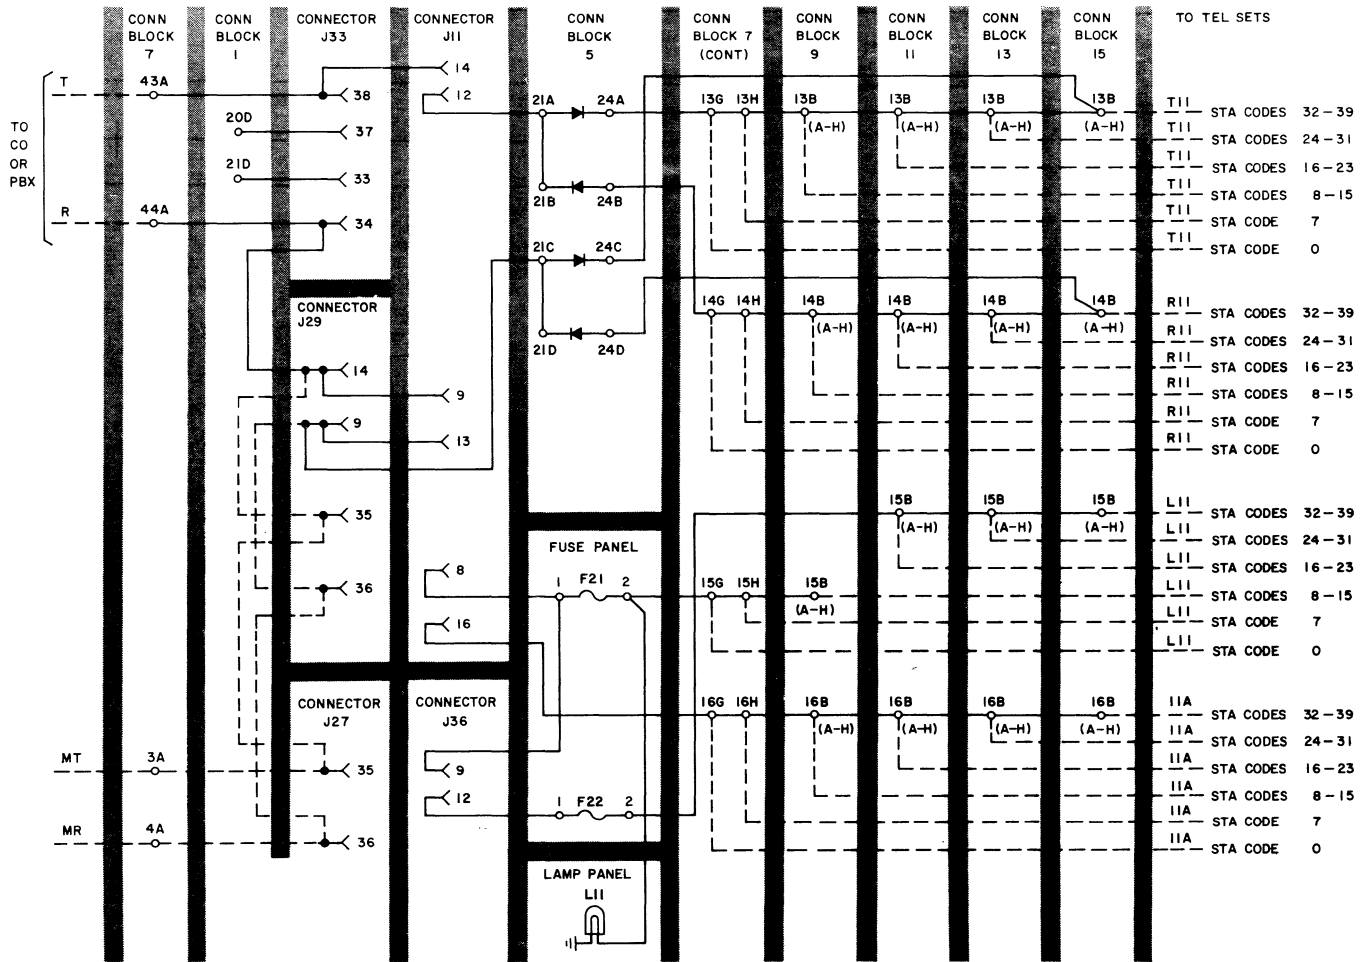 CONN BLOCK 7
CONN BLOCK 1
CONNECTOR J33
CONNECTOR J11
CONN BLOCK 5
CONN BLOCK 7 (CONT)
CONN BLOCK 9
CONN BLOCK 11
CONN BLOCK 13
CONN BLOCK 15
TO TEL SETS
TO CO OR PBX
T 43A 38 14
12
20D 37
21D 33
R 44A 34
21A 24A 13G 13H 13B 13B 13B 13B T11 STA CODES 32-39
(A-H) (A-H) (A-H) (A-H) T11 STA CODES 24-31
T11 STA CODES 16-23
21B 24B T11 STA CODES 8-15
T11 STA CODE 7
21C 24C T11 STA CODE 0
CONNECTOR J29
21D 24D 14G 14H 14B 14B 14B 14B R11 STA CODES 32-39
(A-H) (A-H) (A-H) (A-H) R11 STA CODES 24-31
14 R11 STA CODES 16-23
9 R11 STA CODES 8-15
9 R11 STA CODE 7
13 R11 STA CODE 0
35 15B 15B 15B L11 STA CODES 32-39
(A-H) (A-H) (A-H) L11 STA CODES 24-31
FUSE PANEL
8 L11 STA CODES 16-23
36 1 F21 2 15G 15H 15B L11 STA CODES 8-15
(A-H)
16 L11 STA CODE 7
L11 STA CODE 0
CONNECTOR J27
CONNECTOR J36
16G 16H 16B 16B 16B 16B 11A STA CODES 32-39
(A-H) (A-H) (A-H) (A-H) 11A STA CODES 24-31
MT 3A 35 9 11A STA CODES 16-23
12 11A STA CODES 8-15
1 F22 2 11A STA CODE 7
MR 4A 36 11A STA CODE 0
LAMP PANEL
L11